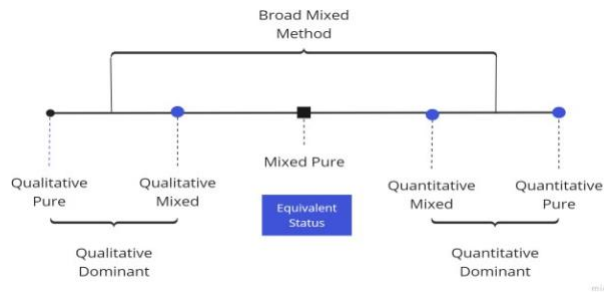 Broad Mixed
Method
Mixed Pure
Qualitative
Pure
Qualitative
Mixed
Quantitative
Mixed
Quantitative
Pure
Equivalent
Status
Qualitative
Dominant
Quantitative
Dominant